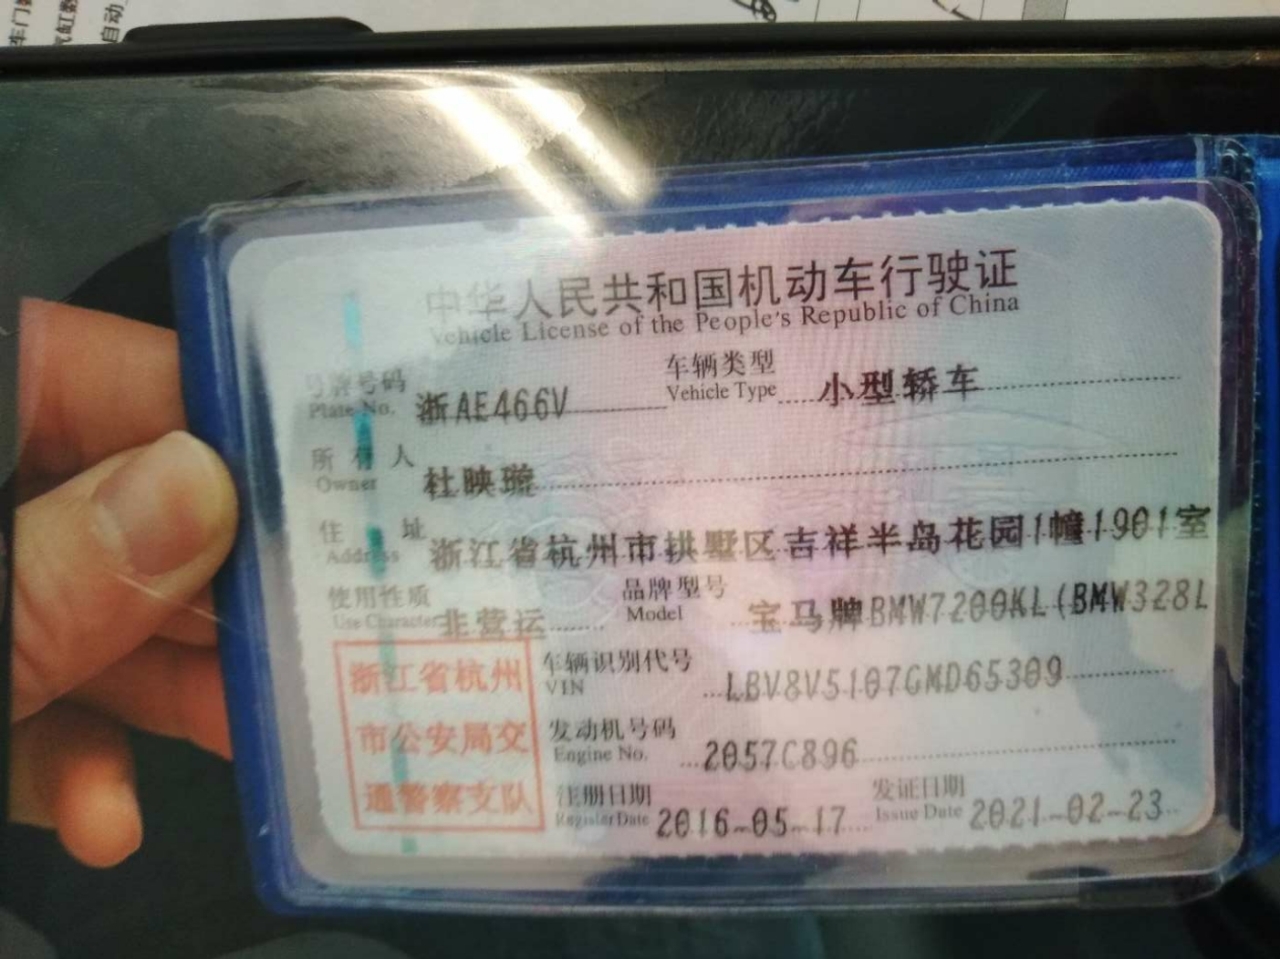 车门数
气缸数
自动
中华人民共和国机动车行驶证
Vehicle License of the People's Republic of China
号牌号码 浙AE466V 车辆类型 小型轿车
Plate No. Vehicle Type
所有人 杜映璇
Owner
住址 浙江省杭州市拱墅区吉祥半岛花园1幢1901室
Address
使用性质 非营运 品牌型号 宝马牌BMW7200KL(BMW328L
Use Character Model
浙江省杭州
市公安局交
通警察支队
车辆识别代号 LBV8V5107GMD65309
VIN
发动机号码 2057C896
Engine No.
注册日期 2016-05-17 发证日期 2021-02-23
Register Date Issue Date